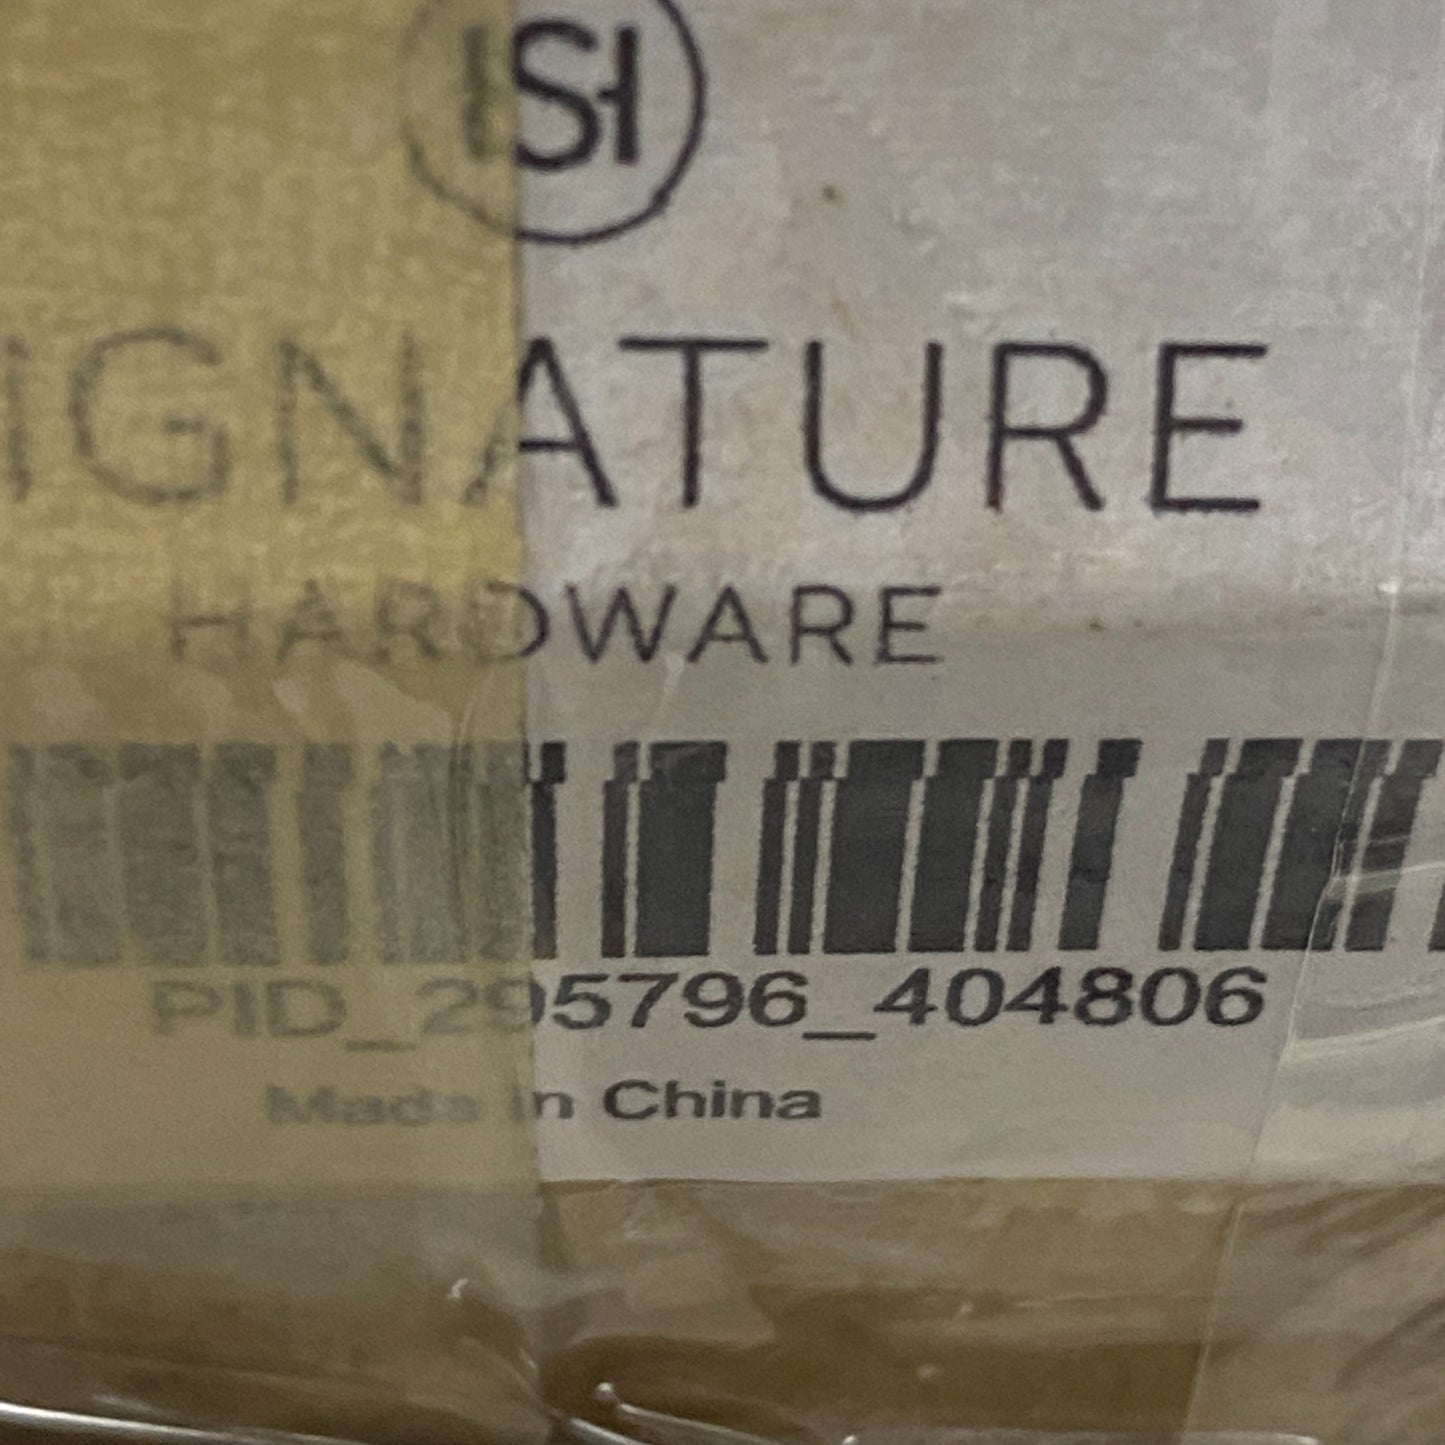 SH
IGNATURE
HARDWARE
PID_295796_404806
Made in China